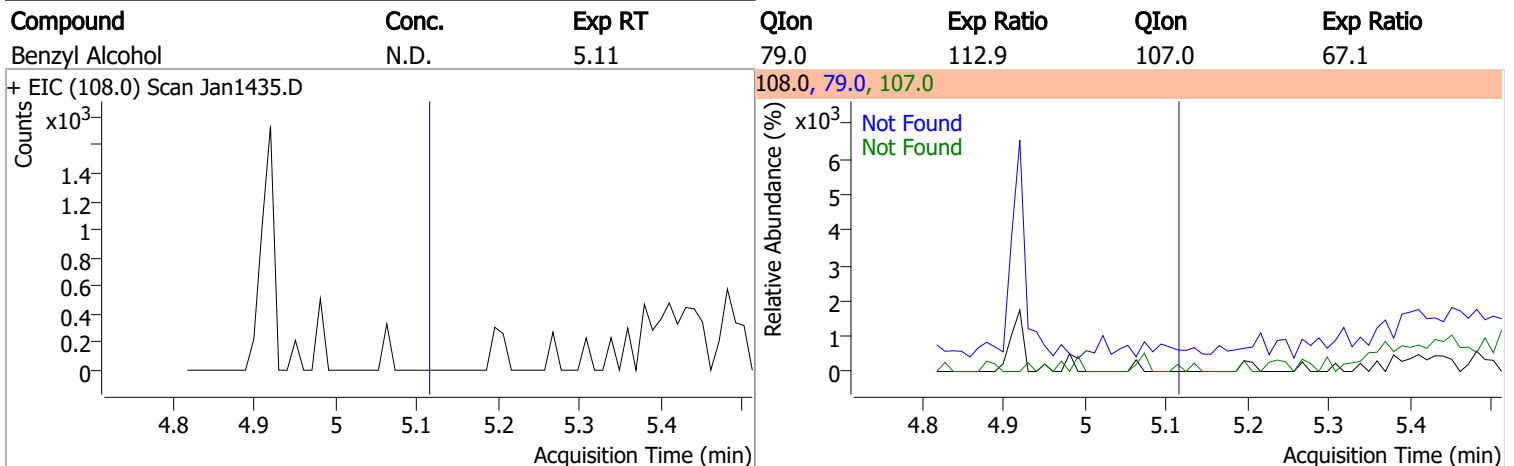 Compound Conc. Exp RT QIon Exp Ratio QIon Exp Ratio
Benzyl Alcohol N.D. 5.11 79.0 112.9 107.0 67.1
+ EIC (108.0) Scan Jan1435.D
Counts
x10³
1.4
1.2
1
0.8
0.6
0.4
0.2
0
4.8 4.9 5 5.1 5.2 5.3 5.4
Acquisition Time (min)
108.0, 79.0, 107.0
Relative Abundance (%)
x10³
Not Found
Not Found
6
5
4
3
2
1
0
4.8 4.9 5 5.1 5.2 5.3 5.4
Acquisition Time (min)